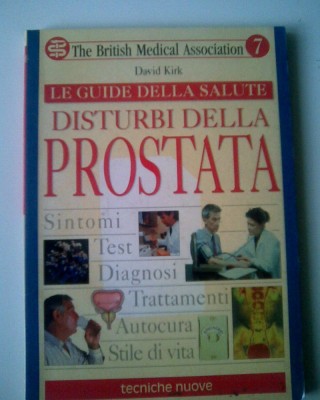 The British Medical Association 7
David Kirk
LE GUIDE DELLA SALUTE
DISTURBI DELLA
PROSTATA
Sintomi
Test
Diagnosi
Trattamenti
Autocura
Stile di vita
tecniche nuove